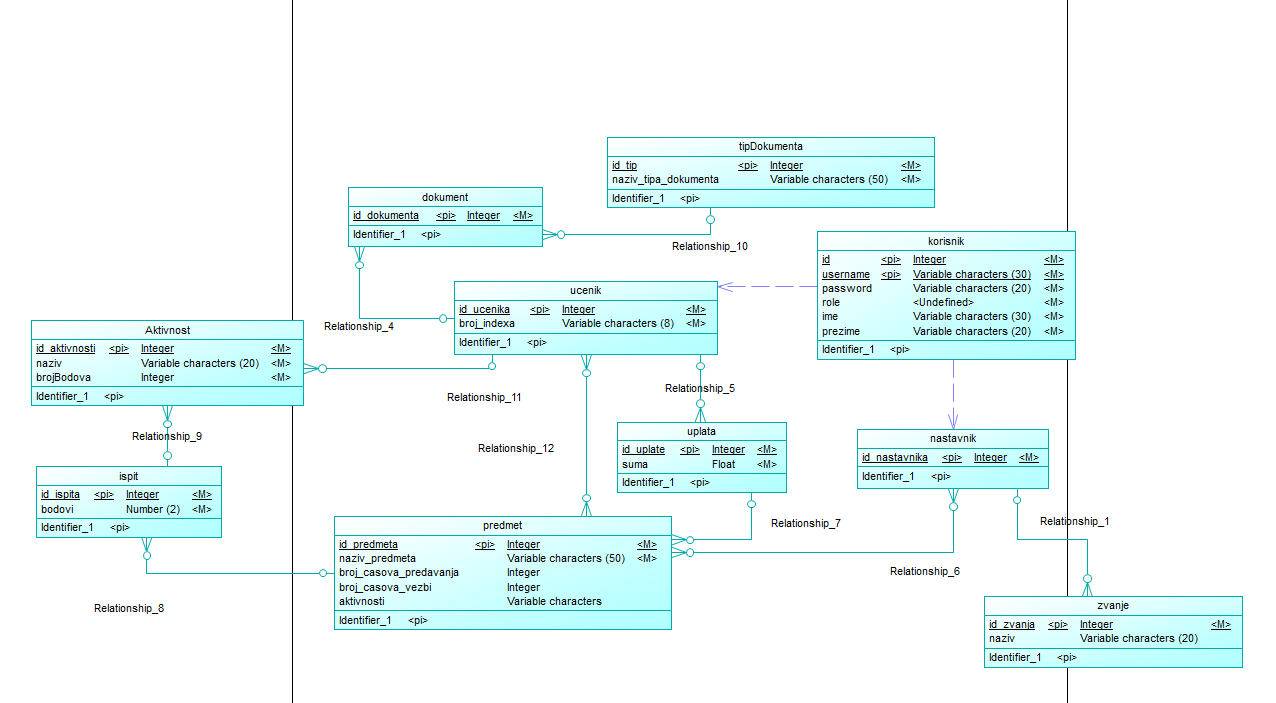 tipDokumenta
id_tip <pi> Integer <M>
naziv_tipa_dokumenta Variable characters (50) <M>
Identifier_1 <pi>
dokument
id_dokumenta <pi> Integer <M>
Identifier_1 <pi>
Relationship_10
korisnik
id <pi> Integer <M>
username <pi> Variable characters (30) <M>
password Variable characters (20) <M>
role <Undefined> <M>
ime Variable characters (30) <M>
prezime Variable characters (20) <M>
Identifier_1 <pi>
ucenik
id_ucenika <pi> Integer <M>
broj_indexa Variable characters (8) <M>
Identifier_1 <pi>
Relationship_4
Aktivnost
id_aktivnosti <pi> Integer <M>
naziv Variable characters (20) <M>
brojBodova Integer <M>
Identifier_1 <pi>
Relationship_11
Relationship_5
Relationship_9
Relationship_12
uplata
id_uplate <pi> Integer <M>
suma Float <M>
Identifier_1 <pi>
nastavnik
id_nastavnika <pi> Integer <M>
Identifier_1 <pi>
ispit
id_ispita <pi> Integer <M>
bodovi Number (2) <M>
Identifier_1 <pi>
predmet
id_predmeta <pi> Integer <M>
naziv_predmeta Variable characters (50) <M>
broj_casova_predavanja Integer
broj_casova_vezbi Integer
aktivnosti Variable characters
Identifier_1 <pi>
Relationship_7
Relationship_1
Relationship_6
Relationship_8
zvanje
id_zvanja <pi> Integer <M>
naziv Variable characters (20)
Identifier_1 <pi>